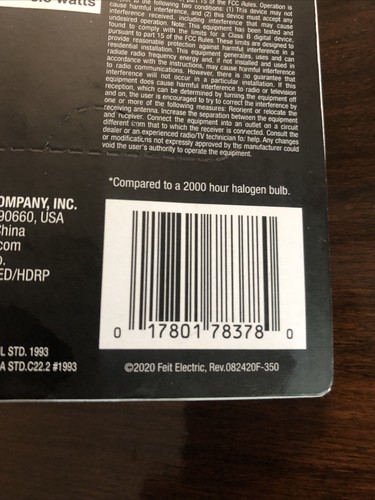 watts
part 15 of the FCC Rules. Operation is
to the following two conditions: (1) This device may not
cause harmful interference, and (2) this device must accept any
interference received, including interference that may cause
undesired operation. Note: This equipment has been tested and
found to comply with the limits for a Class B digital device,
pursuant to part 15 of the FCC Rules. These limits are designed to
provide reasonable protection against harmful interference in a
residential installation. This equipment generates, uses and can
radiate radio frequency energy and, if not installed and used in
accordance with the instructions, may cause harmful interference
to radio communications. However, there is no guarantee that
interference will not occur in a particular installation. If this
equipment does cause harmful interference to radio or television
reception, which can be determined by turning the equipment off
and on, the user is encouraged to try to correct the interference by
one or more of the following measures: Reorient or relocate the
receiving antenna. Increase the separation between the equipment
and receiver. Connect the equipment into an outlet on a circuit
different from that to which the receiver is connected. Consult the
dealer or an experienced radio/TV technician for help. Any changes
or modifications not expressly approved by the manufacturer could
void the user's authority to operate the equipment.
*Compared to a 2000 hour halogen bulb.
COMPANY, INC.
90660, USA
China
com
ED/HDRP
0 17801 78378 0
L STD. 1993
A STD.C22.2 #1993
©2020 Feit Electric, Rev.082420F-350